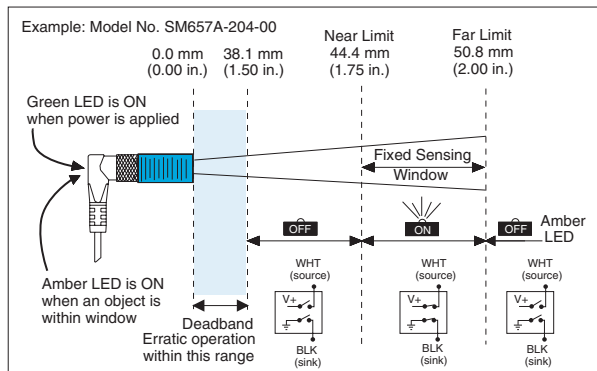 Example: Model No. SM657A-204-00
0.0 mm
(0.00 in.)
38.1 mm
(1.50 in.)
Near Limit
44.4 mm
(1.75 in.)
Far Limit
50.8 mm
(2.00 in.)
Green LED is ON
when power is applied
Fixed Sensing
Window
OFF
ON
OFF
Amber
LED
Amber LED is ON
when an object is
within window
Deadband
Erratic operation
within this range
WHT
(source)
V+
BLK
(sink)
WHT
(source)
V+
BLK
(sink)
WHT
(source)
V+
BLK
(sink)